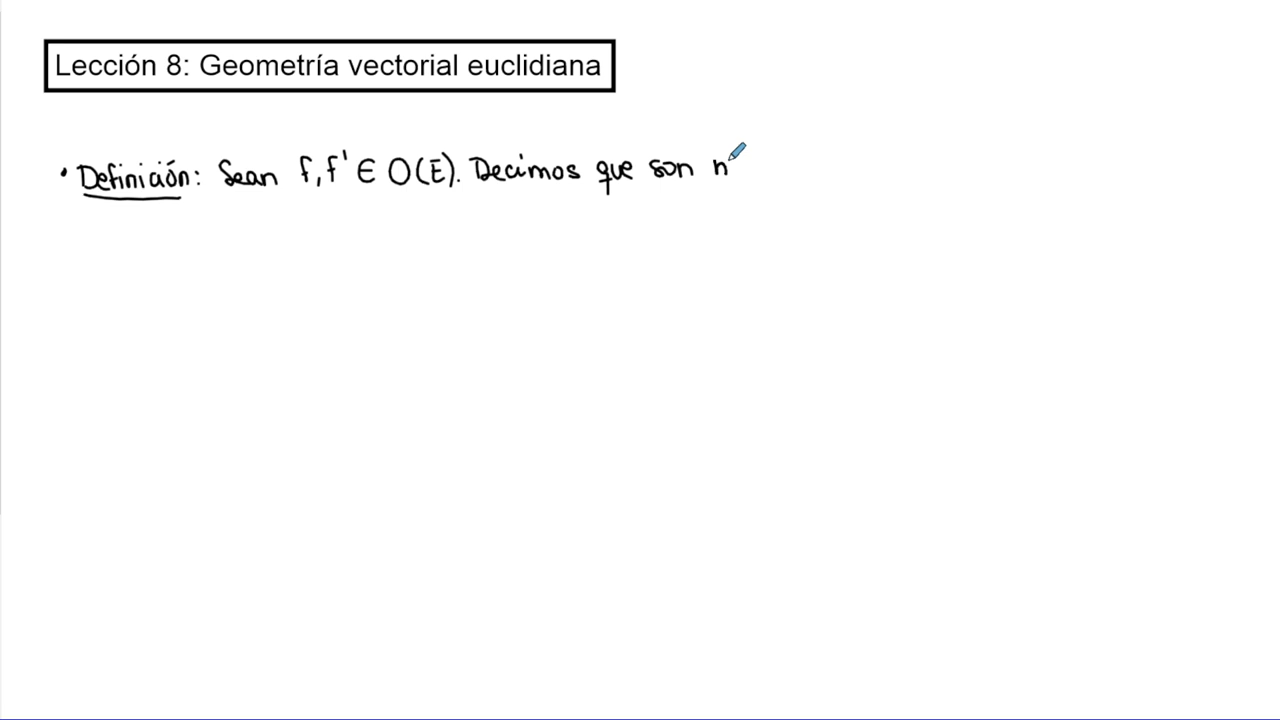 Lección 8: Geometría vectorial euclidiana
• Definición: Sean f, f' ∈ O(E). Decimos que son